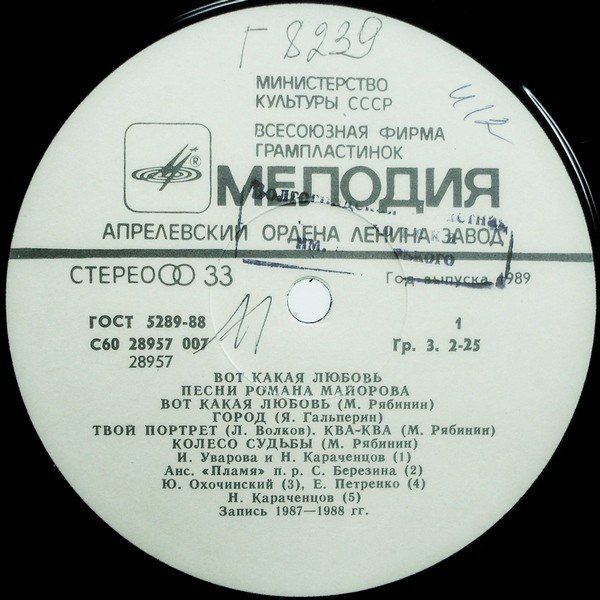 Г 8239
МИНИСТЕРСТВО
КУЛЬТУРЫ СССР
ВСЕСОЮЗНАЯ ФИРМА
ГРАМПЛАСТИНОК
®
МЕЛОДИЯ
АПРЕЛЕВСКИЙ ОРДЕНА ЛЕНИНА ЗАВОД
им.
СТЕРЕО 33
Год выпуска 1989
ГОСТ 5289-88
1
С60 28957 007
Гр. 3. 2-25
28957
ВОТ КАКАЯ ЛЮБОВЬ
ПЕСНИ РОМАНА МАЙОРОВА
ВОТ КАКАЯ ЛЮБОВЬ (М. Рябинин)
ГОРОД (Я. Гальперин)
ТВОЙ ПОРТРЕТ (Л. Волков). КВА-КВА (М. Рябинин)
КОЛЕСО СУДЬБЫ (М. Рябинин)
И. Уварова и Н. Караченцов (1)
Анс. «Пламя» п. р. С. Березина (2)
Ю. Охочинский (3), Е. Петренко (4)
Н. Караченцов (5)
Запись 1987—1988 гг.